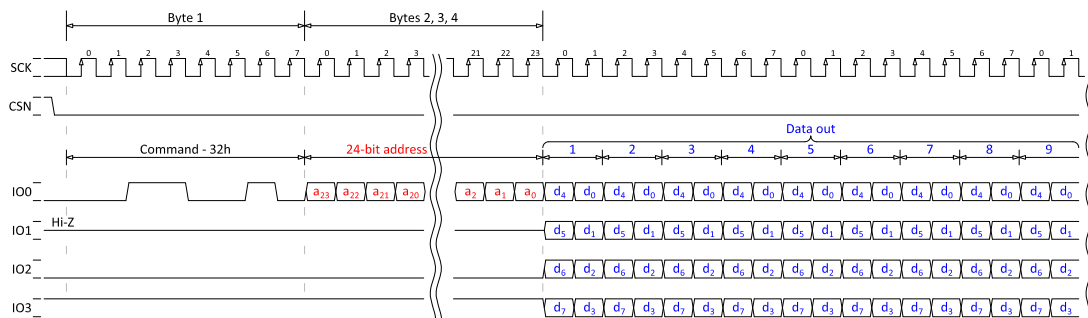 Byte 1 Bytes 2, 3, 4
0 1 2 3 4 5 6 7 0 1 2 3 21 22 23 0 1 2 3 4 5 6 7 0 1 2 3 4 5 6 7 0 1
SCK
CSN
Data out
Command - 32h 24-bit address 1 2 3 4 5 6 7 8 9
IO0 a23 a22 a21 a20 a2 a1 a0 d4 d0 d4 d0 d4 d0 d4 d0 d4 d0 d4 d0 d4 d0 d4 d0 d4 d0
Hi-Z
IO1 d5 d1 d5 d1 d5 d1 d5 d1 d5 d1 d5 d1 d5 d1 d5 d1 d5 d1
IO2 d6 d2 d6 d2 d6 d2 d6 d2 d6 d2 d6 d2 d6 d2 d6 d2 d6 d2
IO3 d7 d3 d7 d3 d7 d3 d7 d3 d7 d3 d7 d3 d7 d3 d7 d3 d7 d3